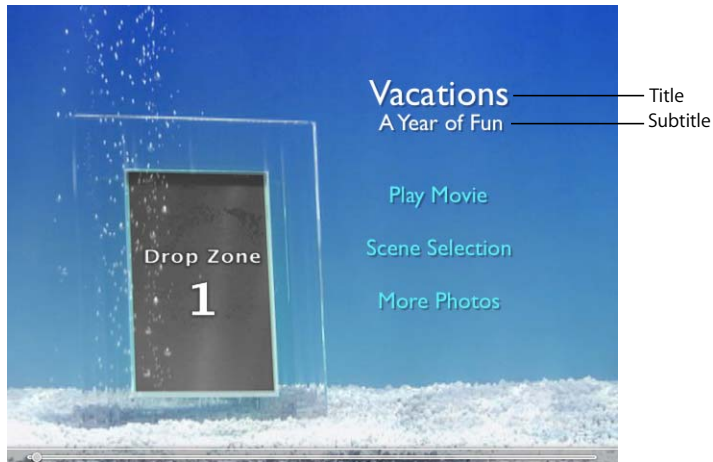 Vacations
Title
A Year of Fun
Subtitle
Play Movie
Scene Selection
Drop Zone
1
More Photos